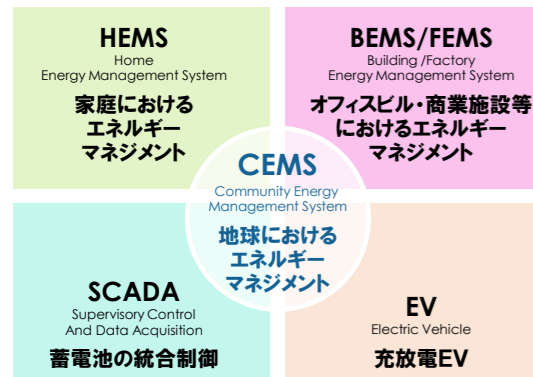 HEMS
Home
Energy Management System
家庭における
エネルギー
マネジメント
BEMS/FEMS
Building /Factory
Energy Management System
オフィスビル・商業施設等
におけるエネルギー
マネジメント
CEMS
Community Energy
Management System
地球における
エネルギー
マネジメント
SCADA
Supervisory Control
And Data Acquisition
蓄電池の統合制御
EV
Electric Vehicle
充放電EV